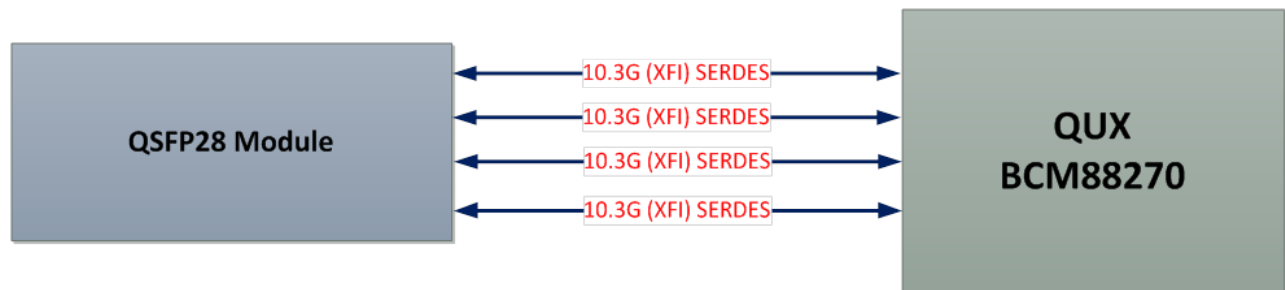 QSFP28 Module
10.3G (XFI) SERDES
10.3G (XFI) SERDES
10.3G (XFI) SERDES
10.3G (XFI) SERDES
QUX
BCM88270